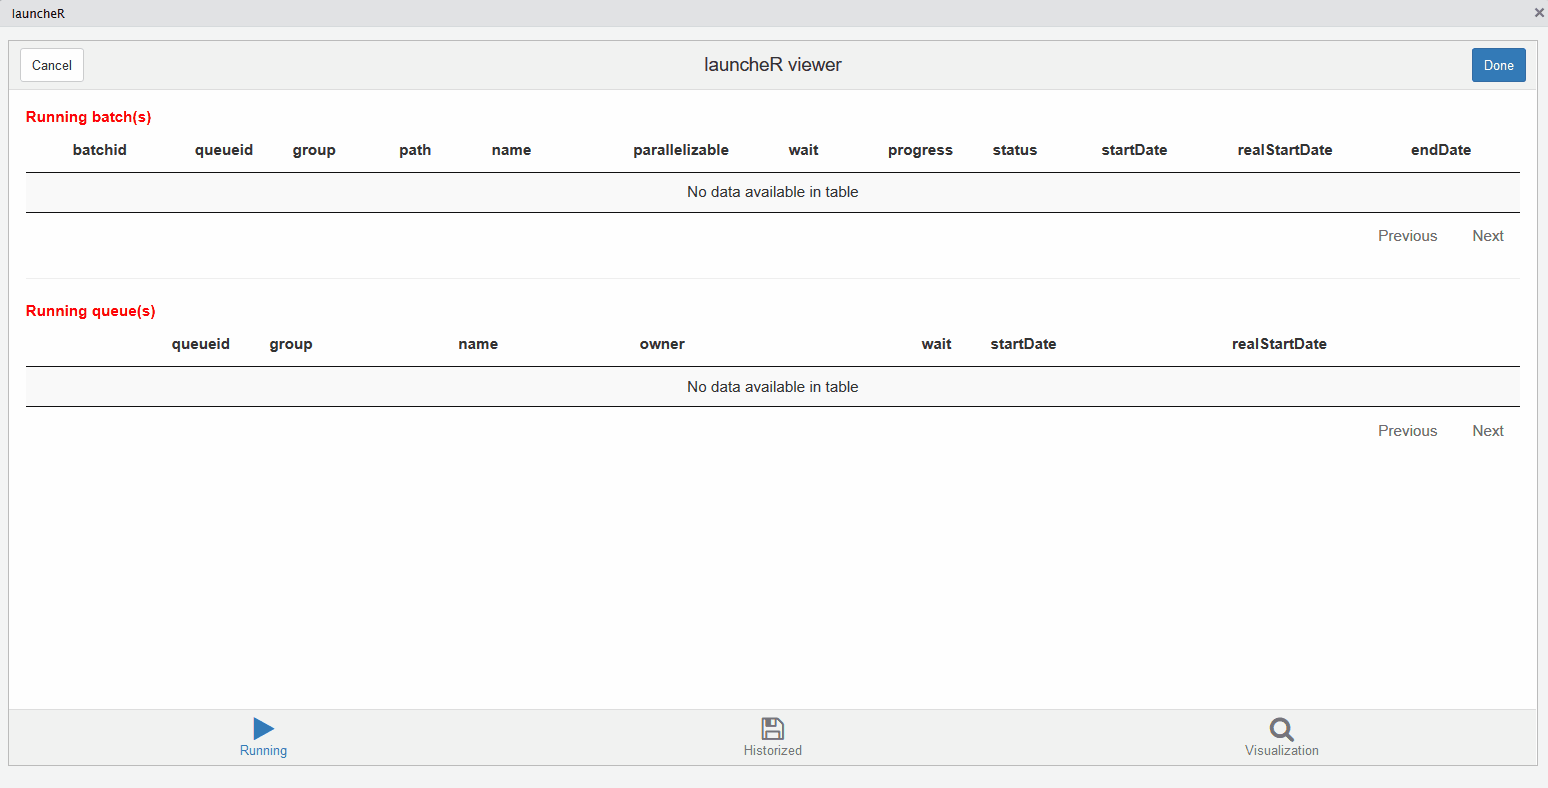 launcheR
Cancel launcheR viewer Done
Running batch(s)
batchid queueid group path name parallelizable wait progress status startDate realStartDate endDate
No data available in table
Previous Next
Running queue(s)
queueid group name owner wait startDate realStartDate
No data available in table
Previous Next
Running Historized Visualization